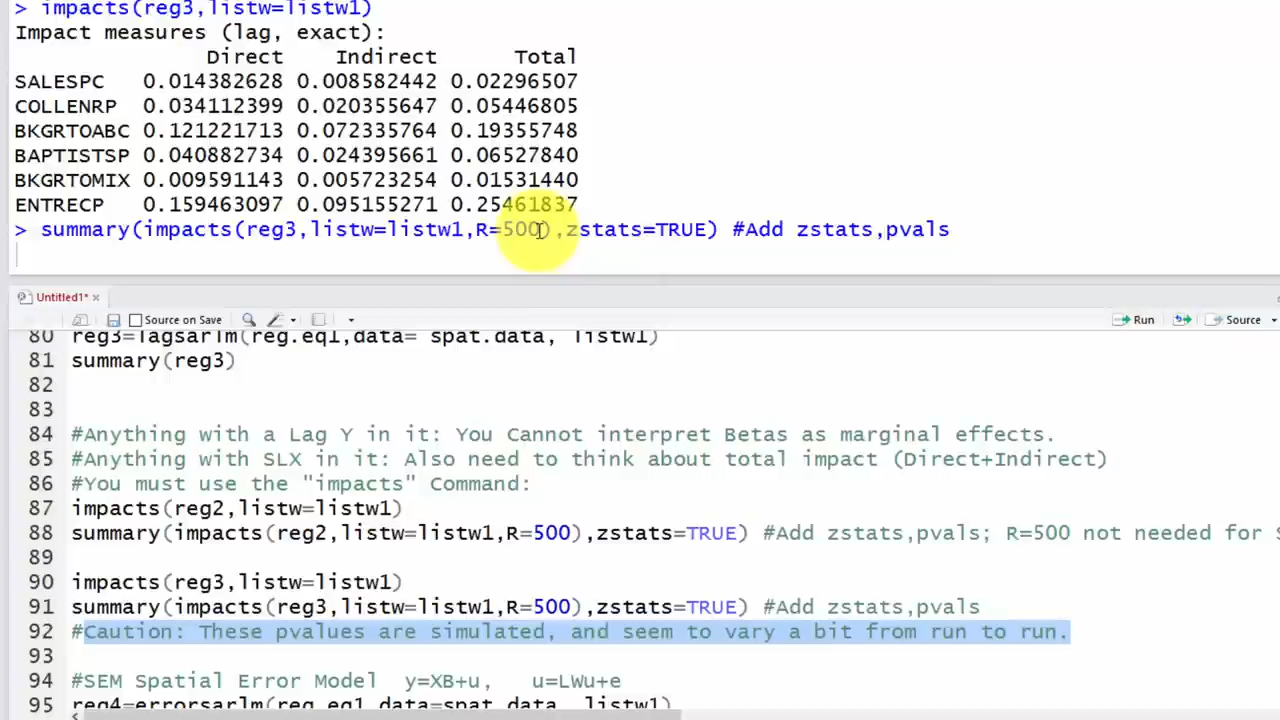 > impacts(reg3,listw=listw1)
Impact measures (lag, exact):
Direct Indirect Total
SALESPC 0.014382628 0.008582442 0.02296507
COLLENRP 0.034112399 0.020355647 0.05446805
BKGRTOABC 0.121221713 0.072335764 0.19355748
BAPTISTSP 0.040882734 0.024395661 0.06527840
BKGRTOMIX 0.009591143 0.005723254 0.01531440
ENTRECP 0.159463097 0.095155271 0.25461837
> summary(impacts(reg3,listw=listw1,R=500),zstats=TRUE) #Add zstats,pvals
Untitled1*
Source on Save Run Source
80 reg3=lagsarlm(reg.eq1,data= spat.data, listw1)
81 summary(reg3)
82
83
84 #Anything with a Lag Y in it: You Cannot interpret Betas as marginal effects.
85 #Anything with SLX in it: Also need to think about total impact (Direct+Indirect)
86 #You must use the "impacts" Command:
87 impacts(reg2,listw=listw1)
88 summary(impacts(reg2,listw=listw1,R=500),zstats=TRUE) #Add zstats,pvals; R=500 not needed for S
89
90 impacts(reg3,listw=listw1)
91 summary(impacts(reg3,listw=listw1,R=500),zstats=TRUE) #Add zstats,pvals
92 #Caution: These pvalues are simulated, and seem to vary a bit from run to run.
93
94 #SEM Spatial Error Model y=XB+u, u=LWu+e
95 reg4=errorsarlm(reg.eq1,data=spat.data, listw1)